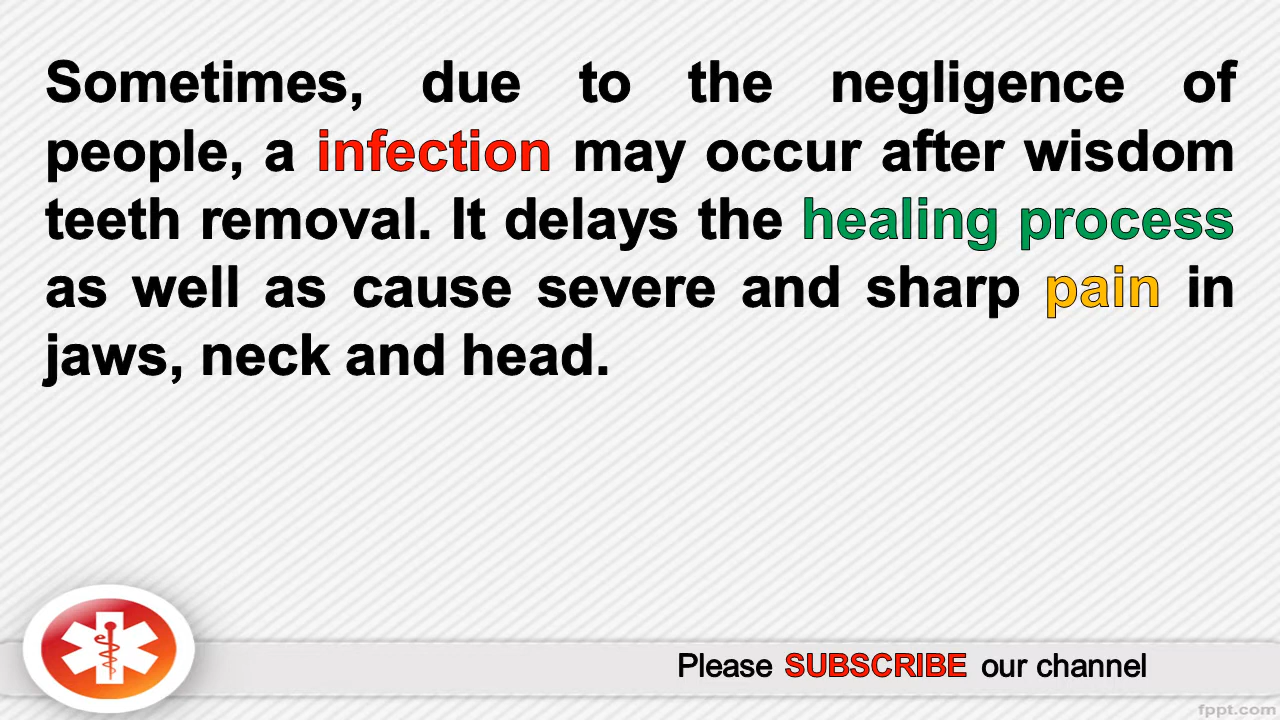 Sometimes, due to the negligence of
people, a infection may occur after wisdom
teeth removal. It delays the healing process
as well as cause severe and sharp pain in
jaws, neck and head.
Please SUBSCRIBE our channel
fppt.com